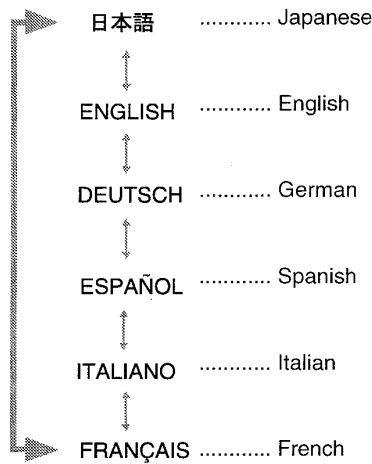 日本語 ............ Japanese
ENGLISH ............ English
DEUTSCH ............ German
ESPAÑOL ............ Spanish
ITALIANO ............ Italian
FRANÇAIS ............ French